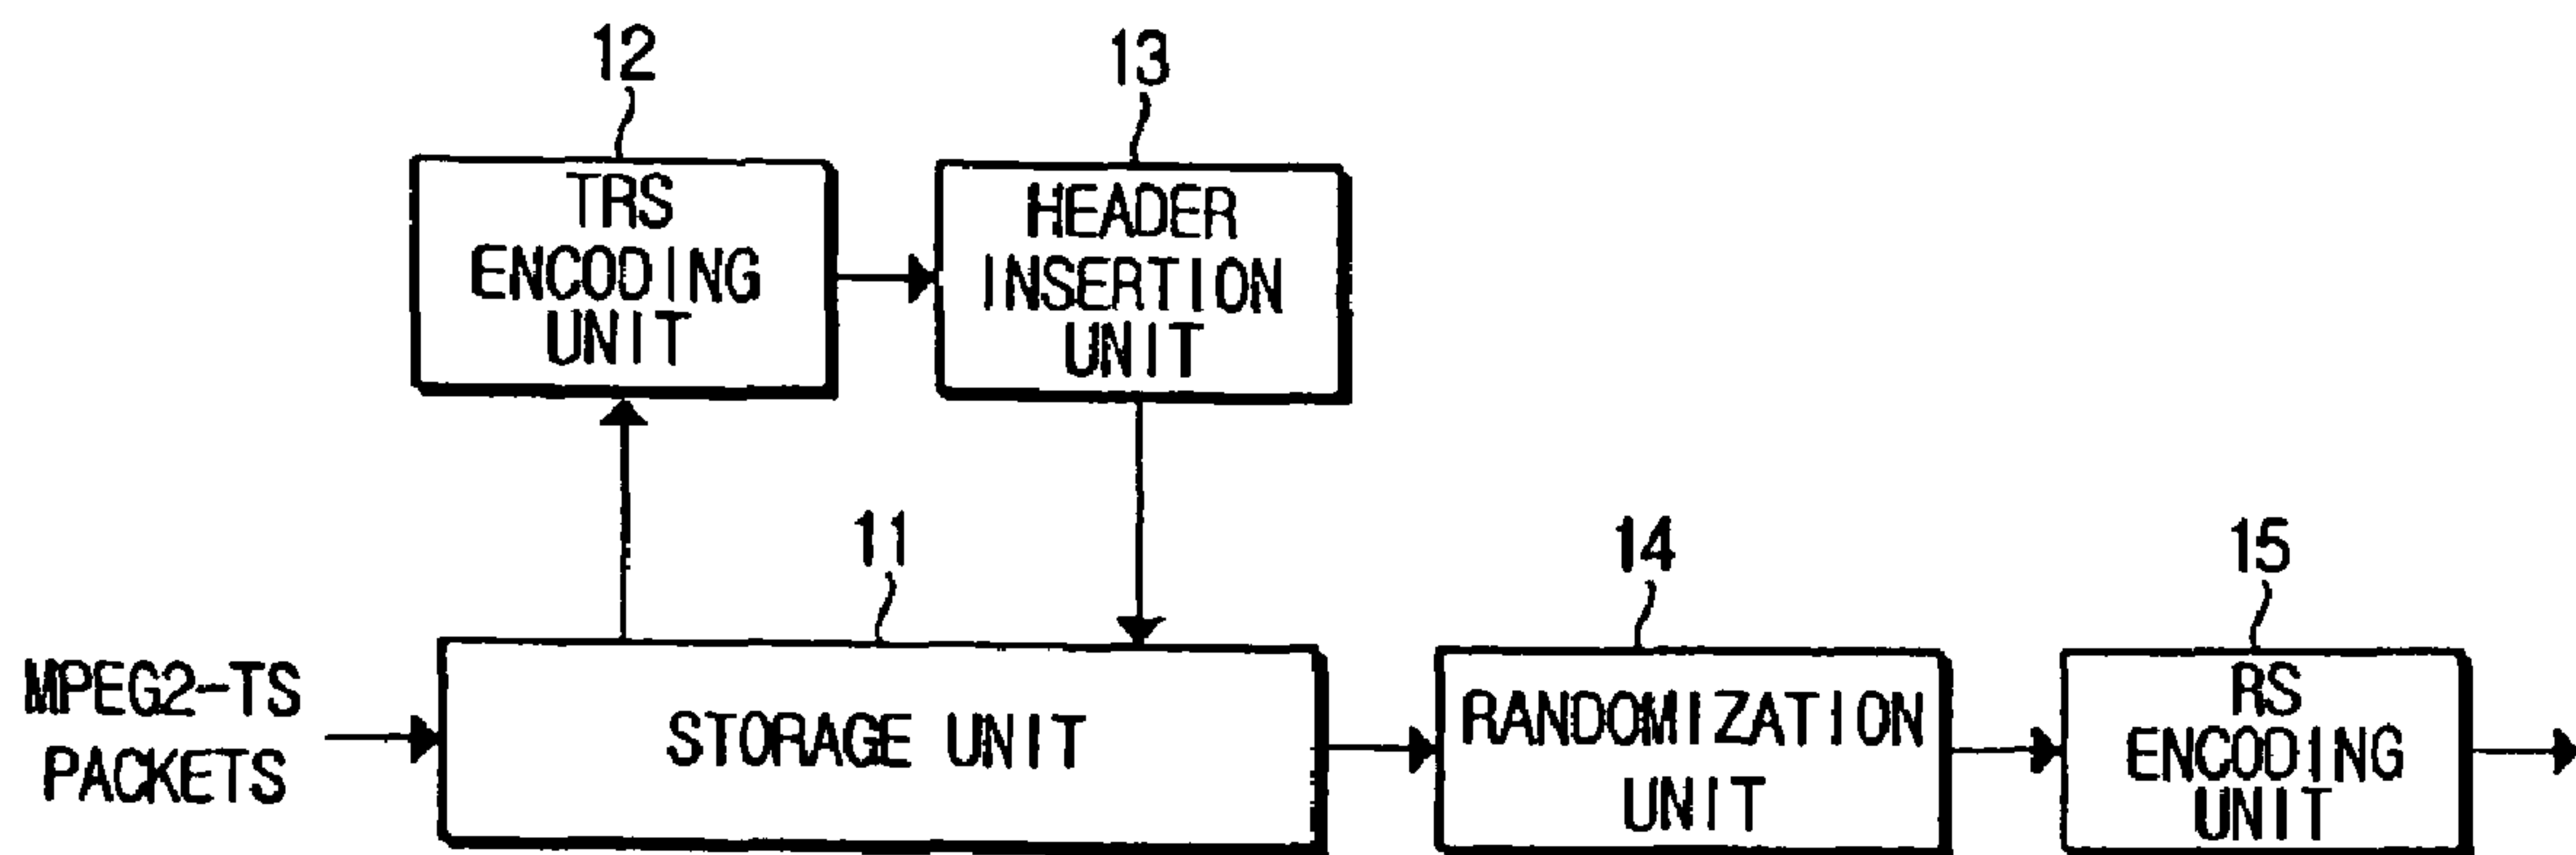 12
13
TRS
ENCODING
UNIT
HEADER
INSERTION
UNIT
11
14
15
MPEG2-TS
PACKETS
STORAGE UNIT
RANDOMIZATION
UNIT
RS
ENCODING
UNIT